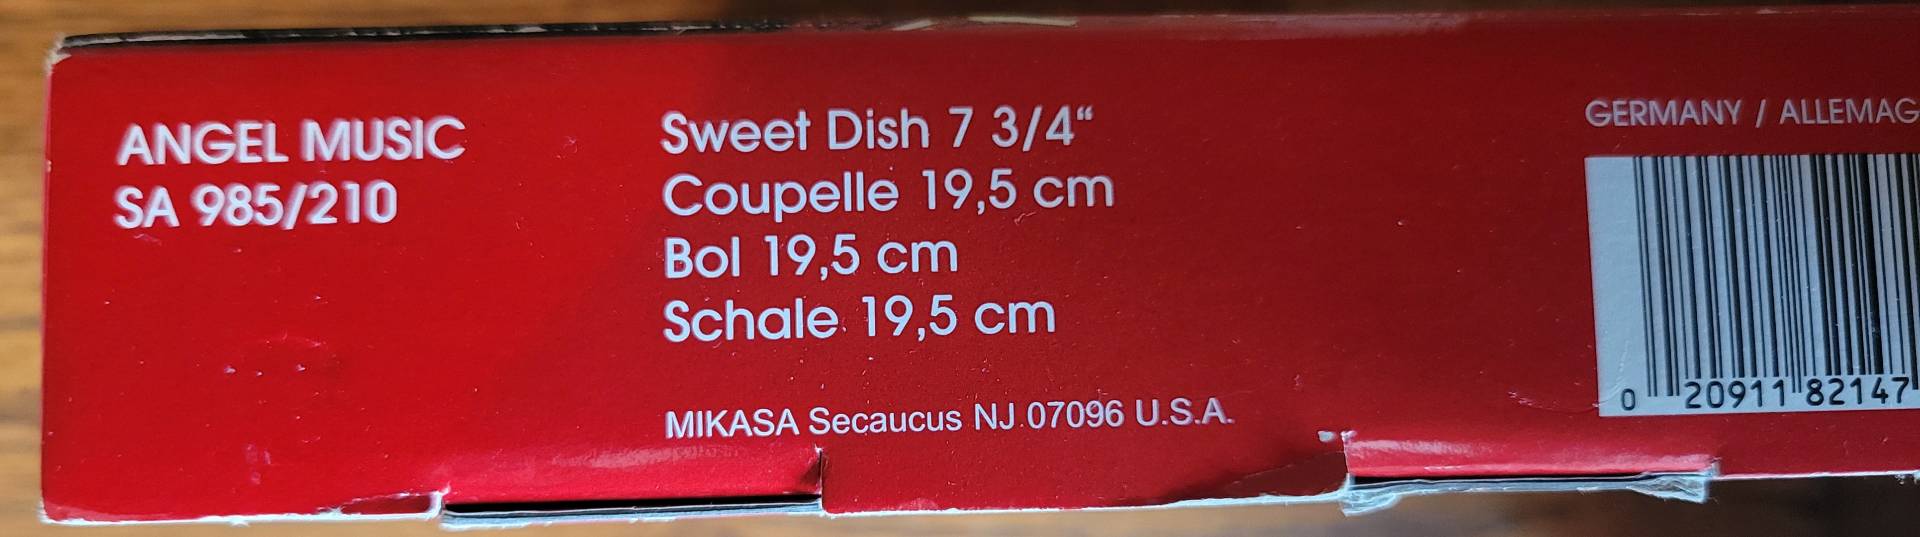 ANGEL MUSIC
SA 985/210
Sweet Dish 7 3/4“
Coupelle 19,5 cm
Bol 19,5 cm
Schale 19,5 cm
MIKASA Secaucus NJ 07096 U.S.A.
GERMANY / ALLEMAG
0 20911 82147